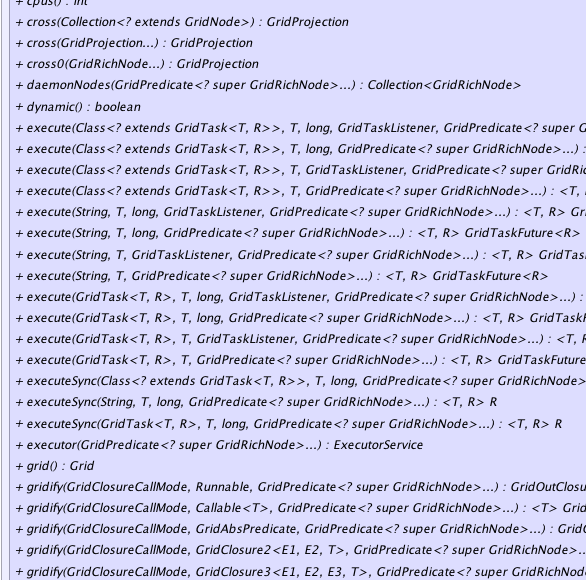 + cpus() : int
+ cross(Collection<? extends GridNode>) : GridProjection
+ cross(GridProjection...) : GridProjection
+ cross0(GridRichNode...) : GridProjection
+ daemonNodes(GridPredicate<? super GridRichNode>...) : Collection<GridRichNode>
+ dynamic() : boolean
+ execute(Class<? extends GridTask<T, R>>, T, long, GridTaskListener, GridPredicate<? super G
+ execute(Class<? extends GridTask<T, R>>, T, long, GridPredicate<? super GridRichNode>...) :
+ execute(Class<? extends GridTask<T, R>>, T, GridTaskListener, GridPredicate<? super GridRic
+ execute(Class<? extends GridTask<T, R>>, T, GridPredicate<? super GridRichNode>...) : <T,
+ execute(String, T, long, GridTaskListener, GridPredicate<? super GridRichNode>...) : <T, R> Gri
+ execute(String, T, long, GridPredicate<? super GridRichNode>...) : <T, R> GridTaskFuture<R>
+ execute(String, T, GridTaskListener, GridPredicate<? super GridRichNode>...) : <T, R> GridTas
+ execute(String, T, GridPredicate<? super GridRichNode>...) : <T, R> GridTaskFuture<R>
+ execute(GridTask<T, R>, T, long, GridTaskListener, GridPredicate<? super GridRichNode>...) :
+ execute(GridTask<T, R>, T, long, GridPredicate<? super GridRichNode>...) : <T, R> GridTaskF
+ execute(GridTask<T, R>, T, GridTaskListener, GridPredicate<? super GridRichNode>...) : <T, R
+ execute(GridTask<T, R>, T, GridPredicate<? super GridRichNode>...) : <T, R> GridTaskFuture
+ executeSync(Class<? extends GridTask<T, R>>, T, long, GridPredicate<? super GridRichNode>
+ executeSync(String, T, long, GridPredicate<? super GridRichNode>...) : <T, R> R
+ executeSync(GridTask<T, R>, T, long, GridPredicate<? super GridRichNode>...) : <T, R> R
+ executor(GridPredicate<? super GridRichNode>...) : ExecutorService
+ grid() : Grid
+ gridify(GridClosureCallMode, Runnable, GridPredicate<? super GridRichNode>...) : GridOutClosu
+ gridify(GridClosureCallMode, Callable<T>, GridPredicate<? super GridRichNode>...) : <T> Grid
+ gridify(GridClosureCallMode, GridAbsPredicate, GridPredicate<? super GridRichNode>...) : Grid
+ gridify(GridClosureCallMode, GridClosure2<E1, E2, T>, GridPredicate<? super GridRichNode>...
+ gridify(GridClosureCallMode, GridClosure3<E1, E2, E3, T>, GridPredicate<? super GridRichNod